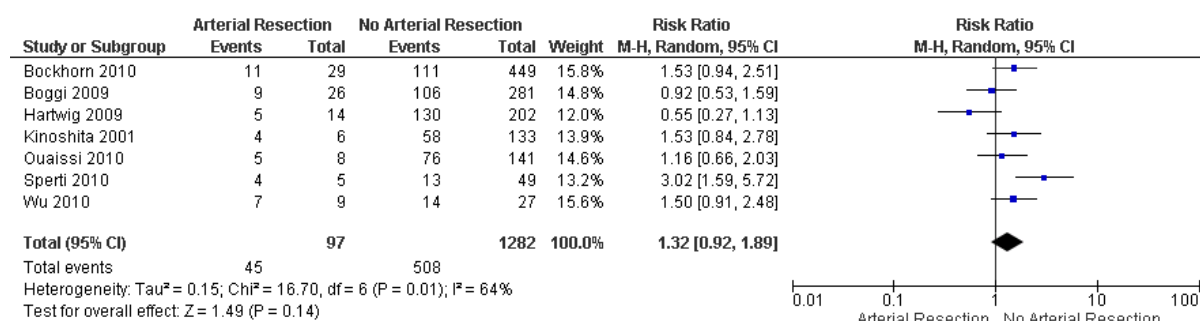 Arterial Resection No Arterial Resection Risk Ratio Risk Ratio
Study or Subgroup Events Total Events Total Weight M-H, Random, 95% CI M-H, Random, 95% CI
Bockhorn 2010 11 29 111 449 15.8% 1.53 [0.94, 2.51]
Boggi 2009 9 26 106 281 14.8% 0.92 [0.53, 1.59]
Hartwig 2009 5 14 130 202 12.0% 0.55 [0.27, 1.13]
Kinoshita 2001 4 6 58 133 13.9% 1.53 [0.84, 2.78]
Ouaissi 2010 5 8 76 141 14.6% 1.16 [0.66, 2.03]
Sperti 2010 4 5 13 49 13.2% 3.02 [1.59, 5.72]
Wu 2010 7 9 14 27 15.6% 1.50 [0.91, 2.48]
Total (95% CI) 97 1282 100.0% 1.32 [0.92, 1.89]
Total events 45 508
Heterogeneity: Tau² = 0.15; Chi² = 16.70, df = 6 (P = 0.01); I² = 64%
Test for overall effect: Z = 1.49 (P = 0.14)
0.01 0.1 1 10 100
Arterial Resection No Arterial Resection